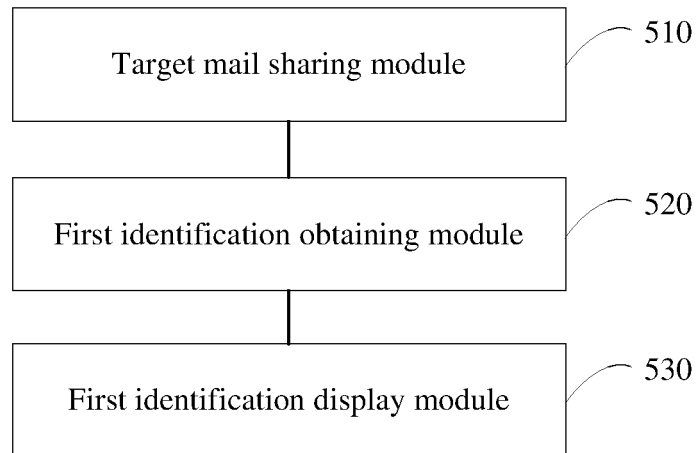 Target mail sharing module
510
First identification obtaining module
520
First identification display module
530